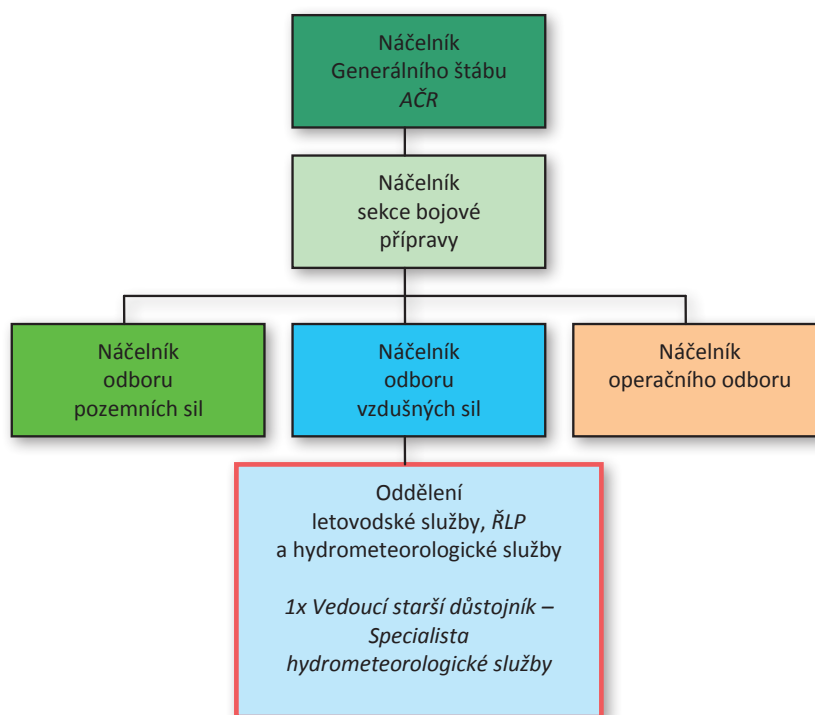 Náčelník
Generálního štábu
AČR
Náčelník
sekce bojové
přípravy
Náčelník
odboru
pozemních sil
Náčelník
odboru
vzdušných sil
Náčelník
operačního odboru
Oddělení
letovodské služby, ŘLP
a hydrometeorologické služby
1x Vedoucí starší důstojník –
Specialista
hydrometeorologické služby